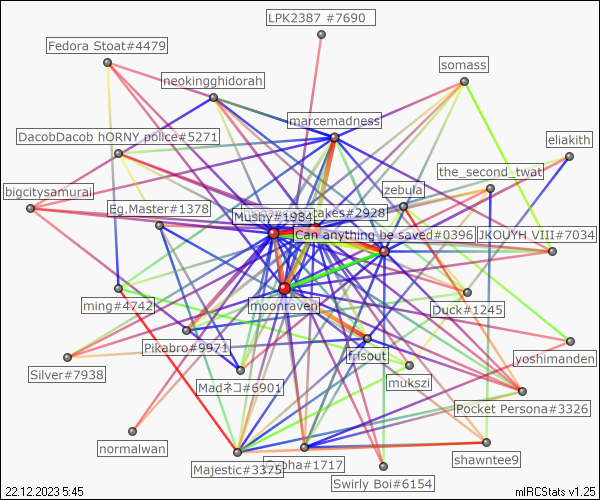 LPK2387 #7690
Fedora Stoat#4479
somass
neokingghidorah
marcemadness
DacobDacob hORNY police#5271
eliakith
the_second_twat
bigcitysamurai
zebula
Eg.Master#1378
Mushy#1984
takes#2928
Can anything be saved#0396
JKOUYH VIII#7034
ming#4742
moonraven
Duck#1245
Pikabro#9971
frisout
yoshimanden
Silver#7938
Madネコ#6901
mukszi
Pocket Persona#3326
normalwan
Majestic#3375
#1717
shawntee9
Swirly Boi#6154
22.12.2023 5:45
mIRCStats v1.25